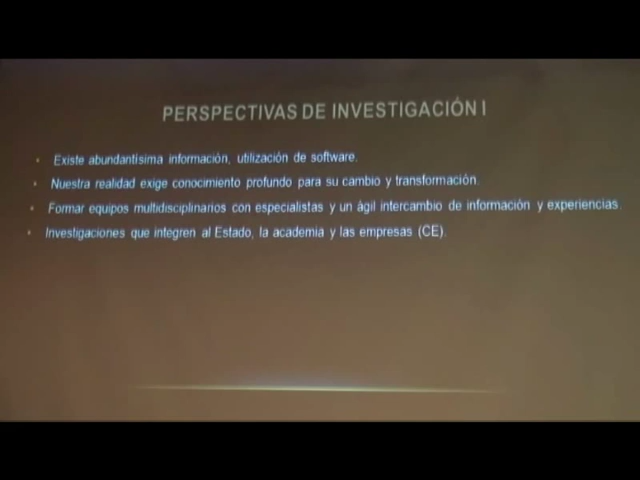 PERSPECTIVAS DE INVESTIGACIÓN I
• Existe abundantísima información, utilización de software.
• Nuestra realidad exige conocimiento profundo para su cambio y transformación.
• Formar equipos multidisciplinarios con especialistas y un ágil intercambio de información y experiencias.
• Investigaciones que integren al Estado, la academia y las empresas (CE).